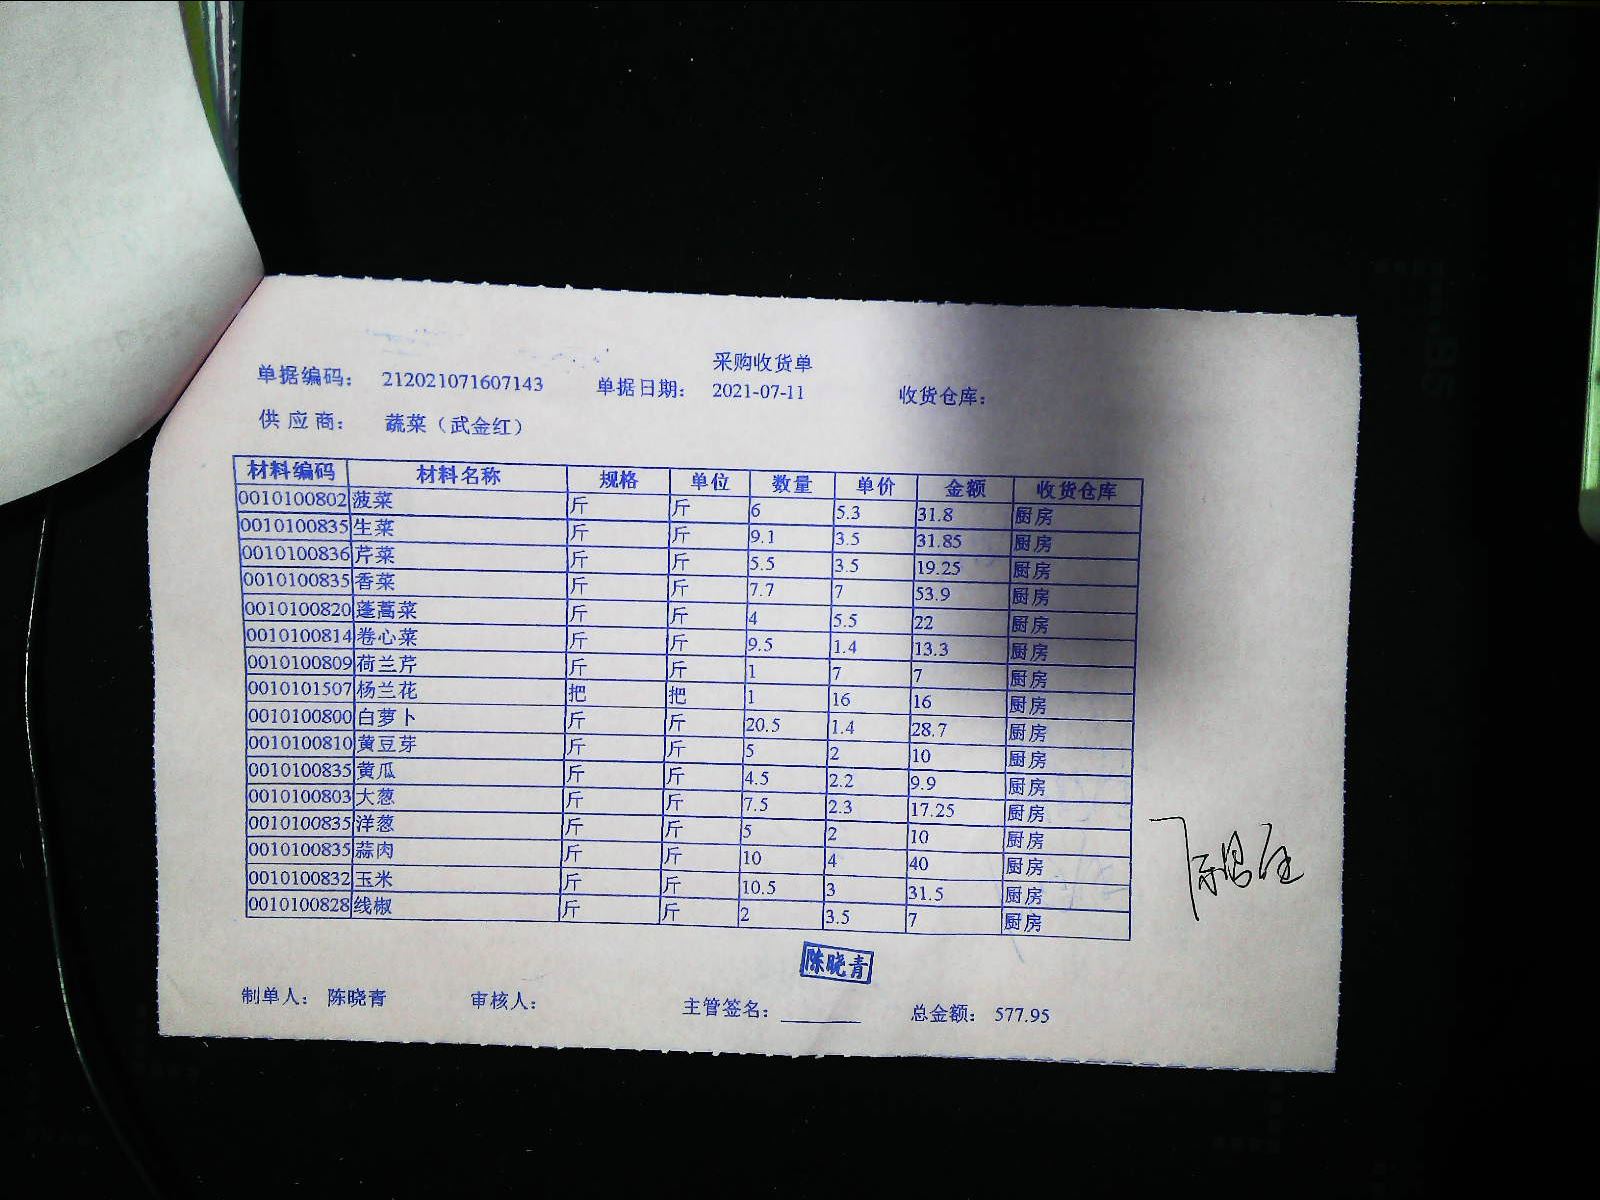 采购收货单
单据编码： 212021071607143 单据日期： 2021-07-11 收货仓库：
供应商： 蔬菜（武金红）
材料编码 材料名称 规格 单位 数量 单价 金额 收货仓库
0010100802 菠菜 斤 斤 6 5.3 31.8 厨房
0010100835 生菜 斤 斤 9.1 3.5 31.85 厨房
0010100836 芹菜 斤 斤 5.5 3.5 19.25 厨房
0010100835 香菜 斤 斤 7.7 7 53.9 厨房
0010100820 蓬蒿菜 斤 斤 4 5.5 22 厨房
0010100814 卷心菜 斤 斤 9.5 1.4 13.3 厨房
0010100809 荷兰芹 斤 斤 1 7 7 厨房
0010101507 杨兰花 把 把 1 16 16 厨房
0010100800 白萝卜 斤 斤 20.5 1.4 28.7 厨房
0010100810 黄豆芽 斤 斤 5 2 10 厨房
0010100835 黄瓜 斤 斤 4.5 2.2 9.9 厨房
0010100803 大葱 斤 斤 7.5 2.3 17.25 厨房
0010100835 洋葱 斤 斤 5 2 10 厨房
0010100835 蒜肉 斤 斤 10 4 40 厨房
0010100832 玉米 斤 斤 10.5 3 31.5 厨房
0010100828 线椒 斤 斤 2 3.5 7 厨房
陈晓青
制单人： 陈晓青 审核人： 主管签名： 总金额： 577.95